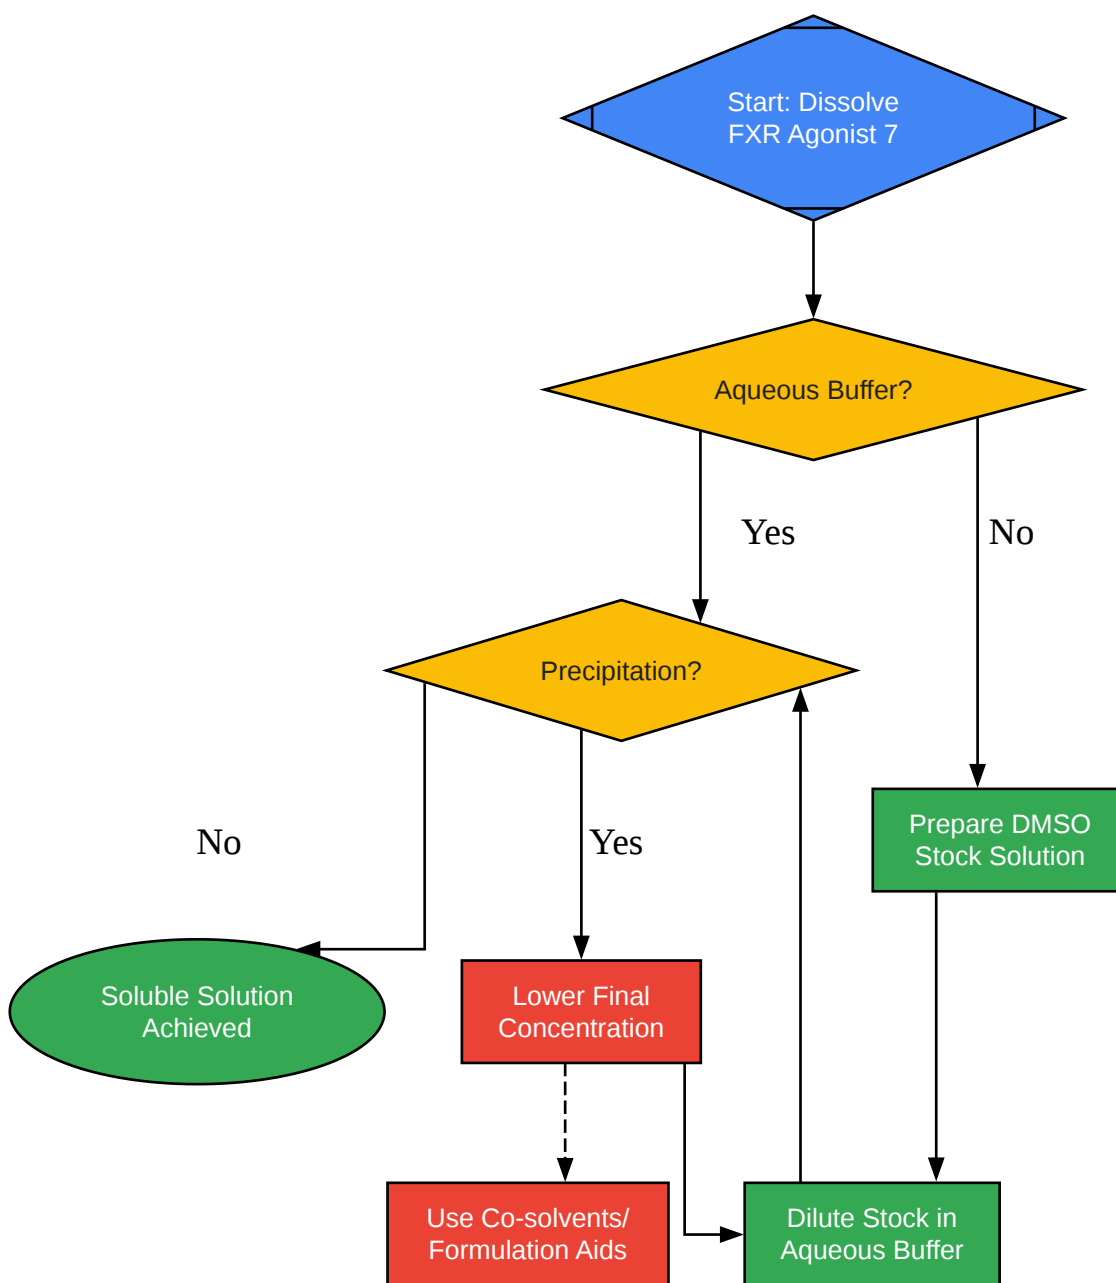 Start: Dissolve
FXR Agonist 7
Aqueous Buffer?
Yes
No
Precipitation?
Prepare DMSO
Stock Solution
No
Yes
Soluble Solution
Achieved
Lower Final
Concentration
Use Co-solvents/
Formulation Aids
Dilute Stock in
Aqueous Buffer